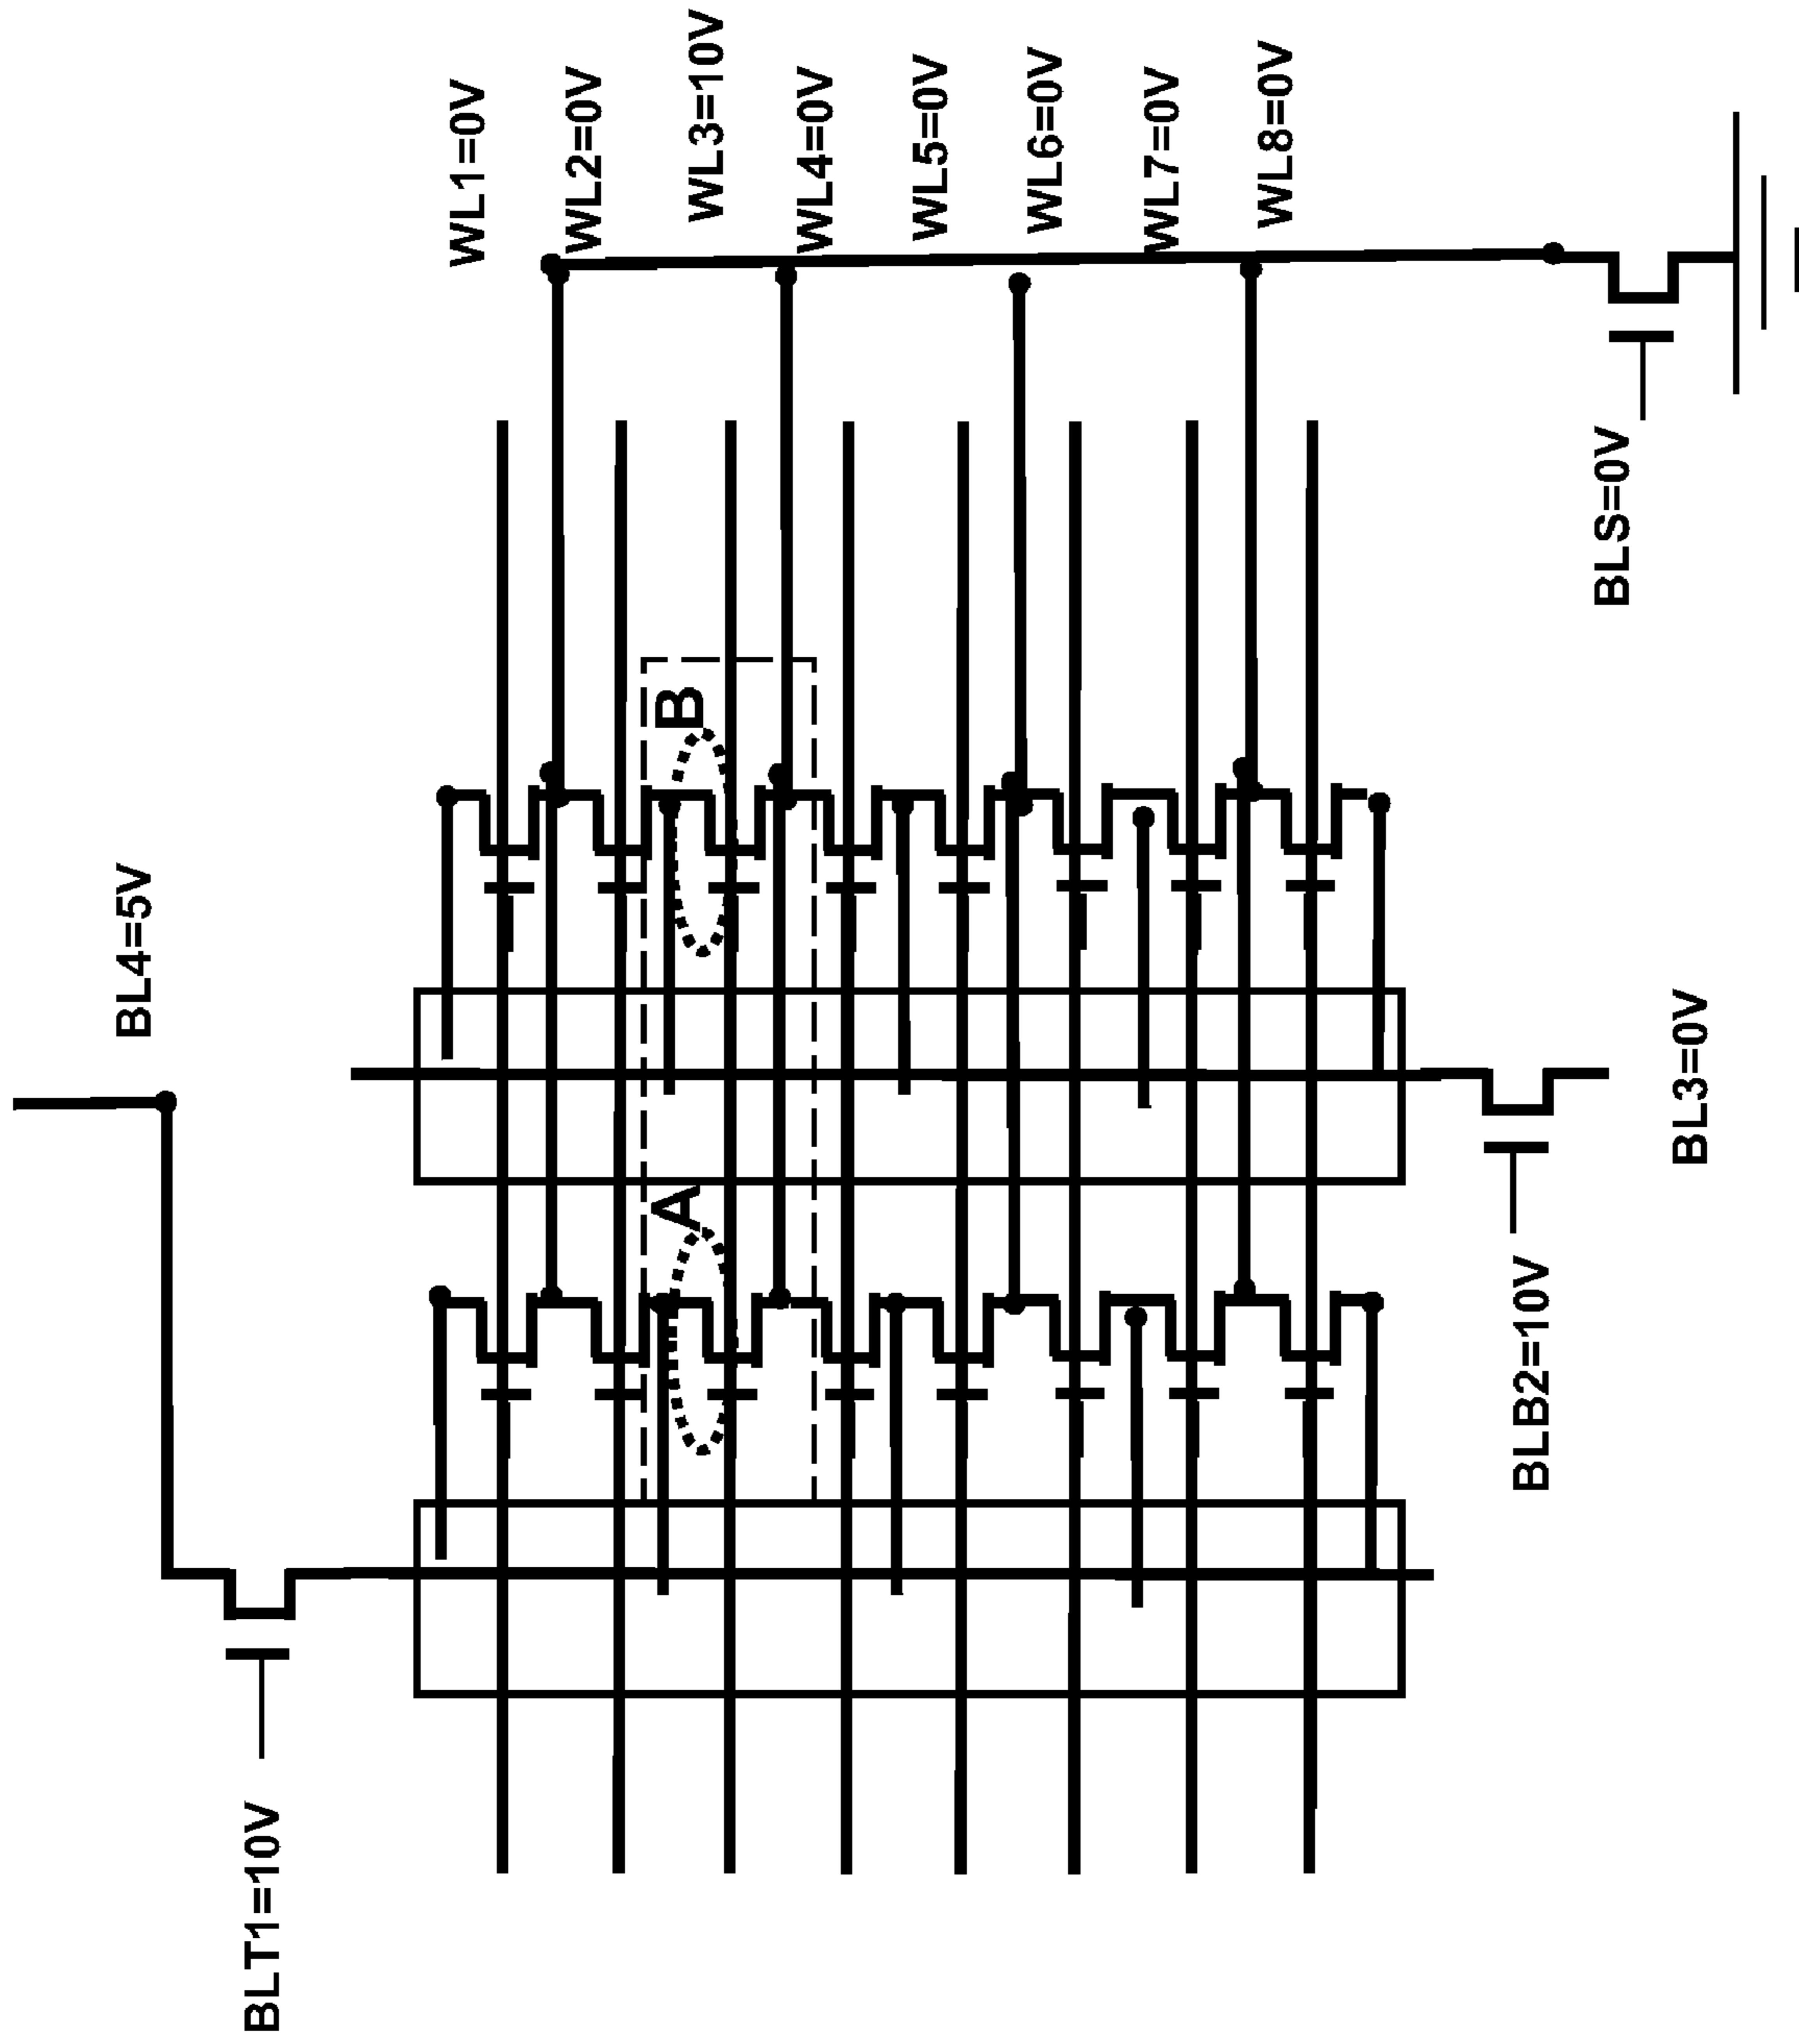 WL1=0V
WL2=0V
WL3=10V
WL4=0V
WL5=0V
WL6=0V
WL7=0V
WL8=0V
BLS=0V
B
BL4=5V
BL3=0V
A
BLB2=10V
BLT1=10V